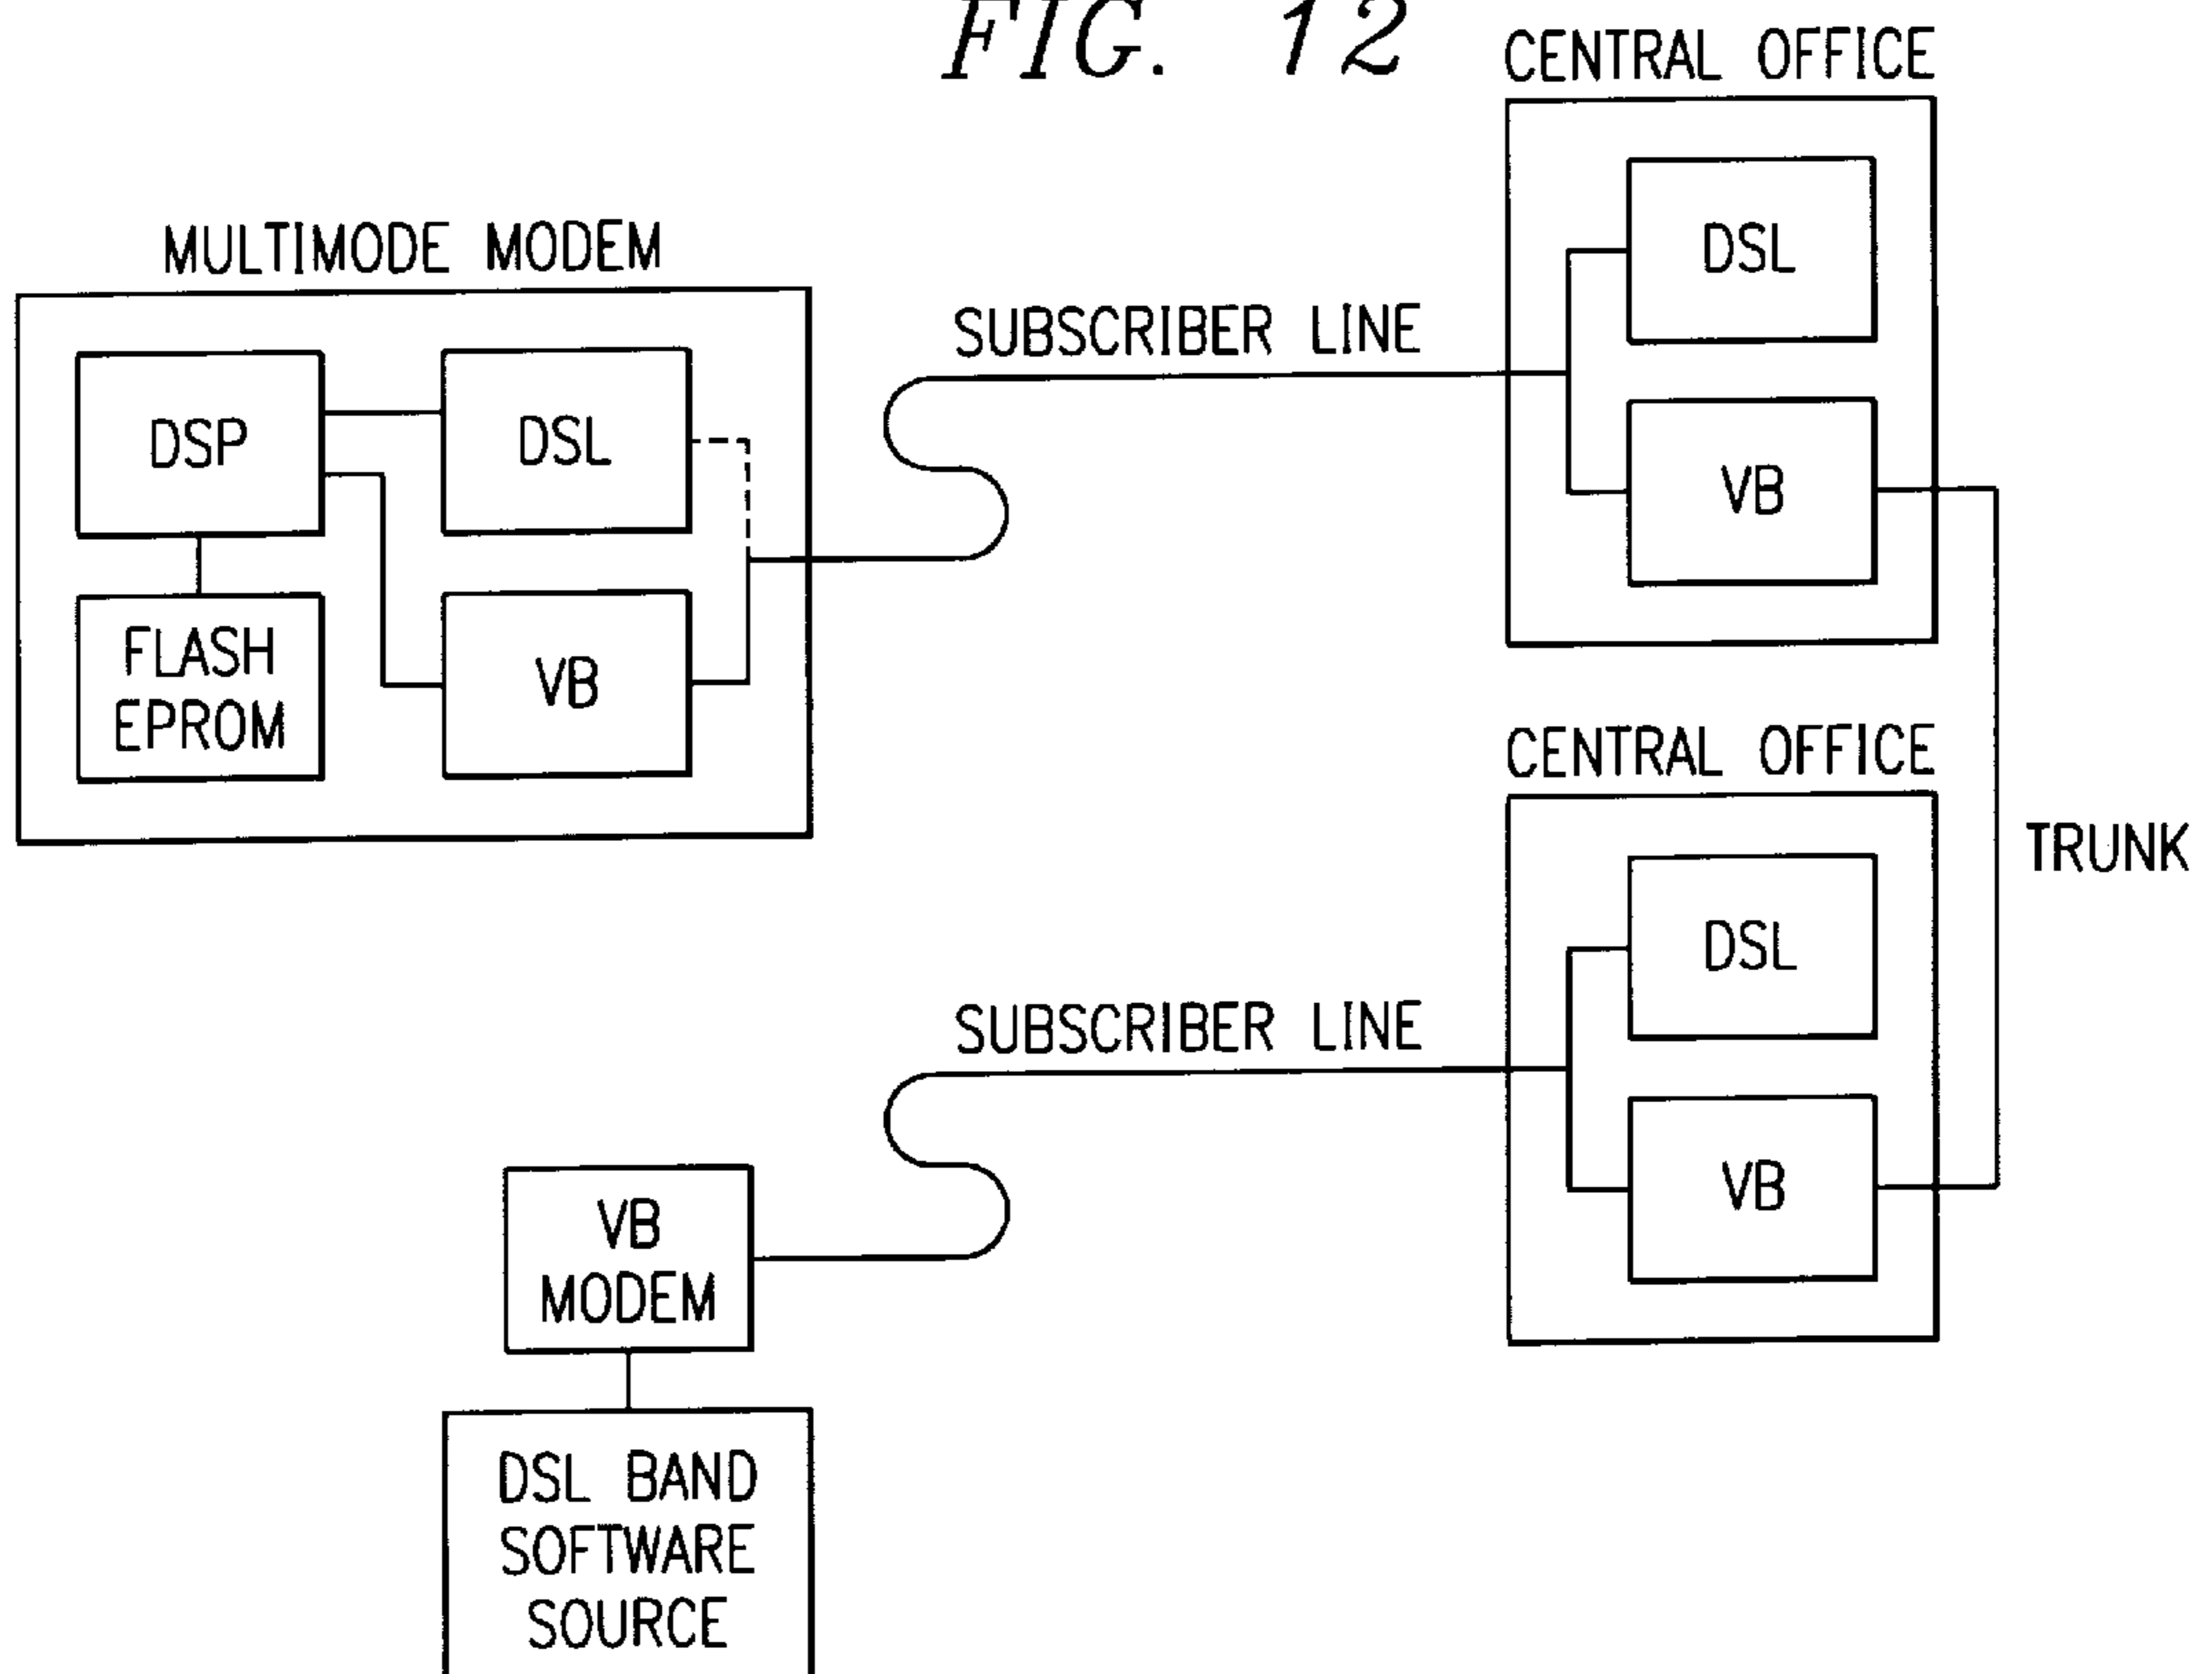 FIG. 12
CENTRAL OFFICE
DSL
VB
MULTIMODE MODEM
DSP
DSL
FLASH
EPROM
VB
SUBSCRIBER LINE
CENTRAL OFFICE
DSL
VB
TRUNK
SUBSCRIBER LINE
VB
MODEM
DSL BAND
SOFTWARE
SOURCE